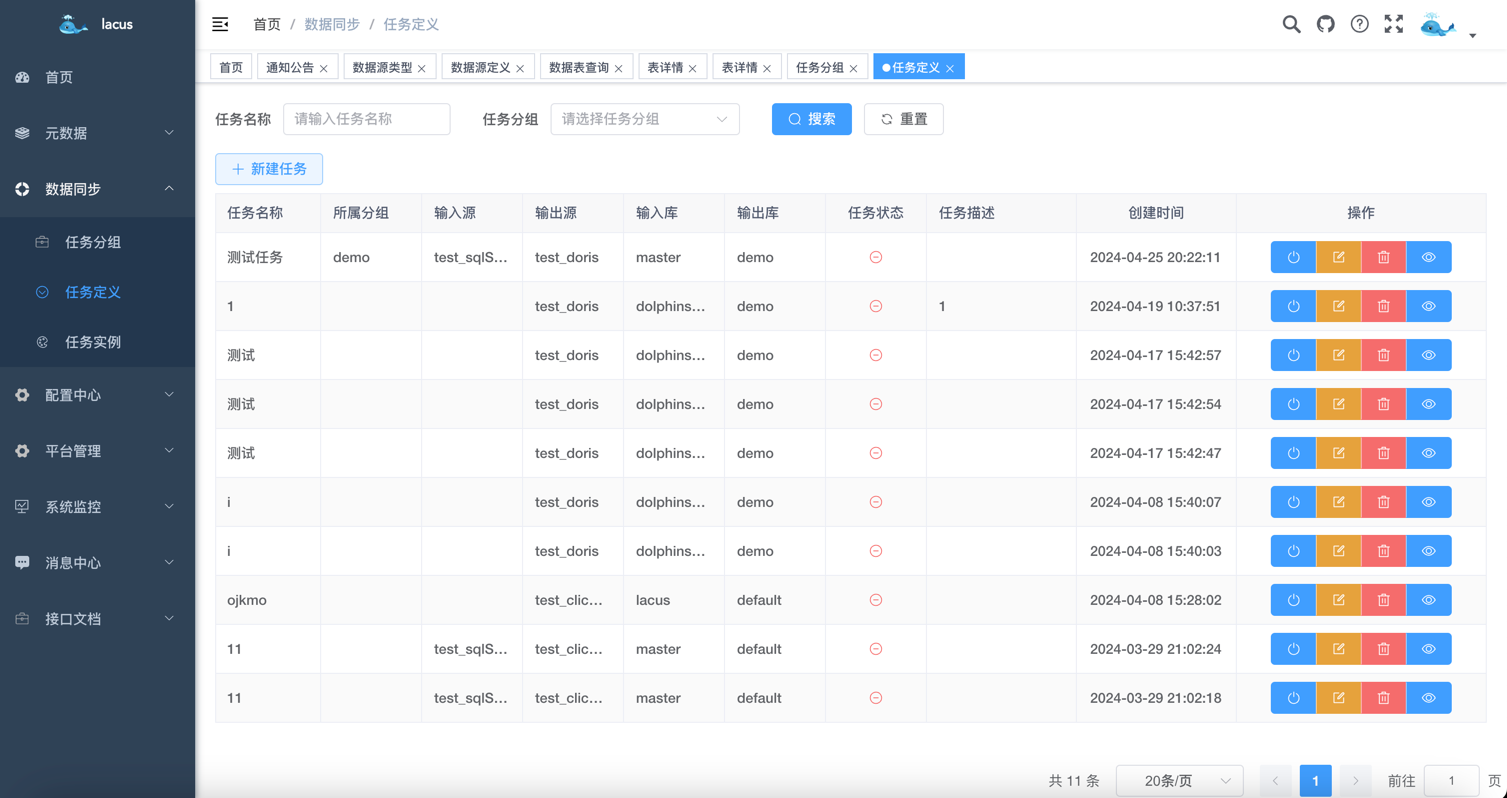 lacus
首页 / 数据同步 / 任务定义
首页
元数据
数据同步
任务分组
任务定义
任务实例
配置中心
平台管理
系统监控
消息中心
接口文档
首页 通知公告 × 数据源类型 × 数据源定义 × 数据表查询 × 表详情 × 表详情 × 任务分组 × 任务定义 ×
任务名称 请输入任务名称 任务分组 请选择任务分组 搜索 重置
+ 新建任务
任务名称 所属分组 输入源 输出源 输入库 输出库 任务状态 任务描述 创建时间 操作
测试任务 demo test_sqlS... test_doris master demo 2024-04-25 20:22:11
1 test_doris dolphins... demo 1 2024-04-19 10:37:51
测试 test_doris dolphins... demo 2024-04-17 15:42:57
测试 test_doris dolphins... demo 2024-04-17 15:42:54
测试 test_doris dolphins... demo 2024-04-17 15:42:47
i test_doris dolphins... demo 2024-04-08 15:40:07
i test_doris dolphins... demo 2024-04-08 15:40:03
ojkmo test_clic... lacus default 2024-04-08 15:28:02
11 test_sqlS... test_clic... master default 2024-03-29 21:02:24
11 test_sqlS... test_clic... master default 2024-03-29 21:02:18
共 11 条 20条/页 1 前往 1 页